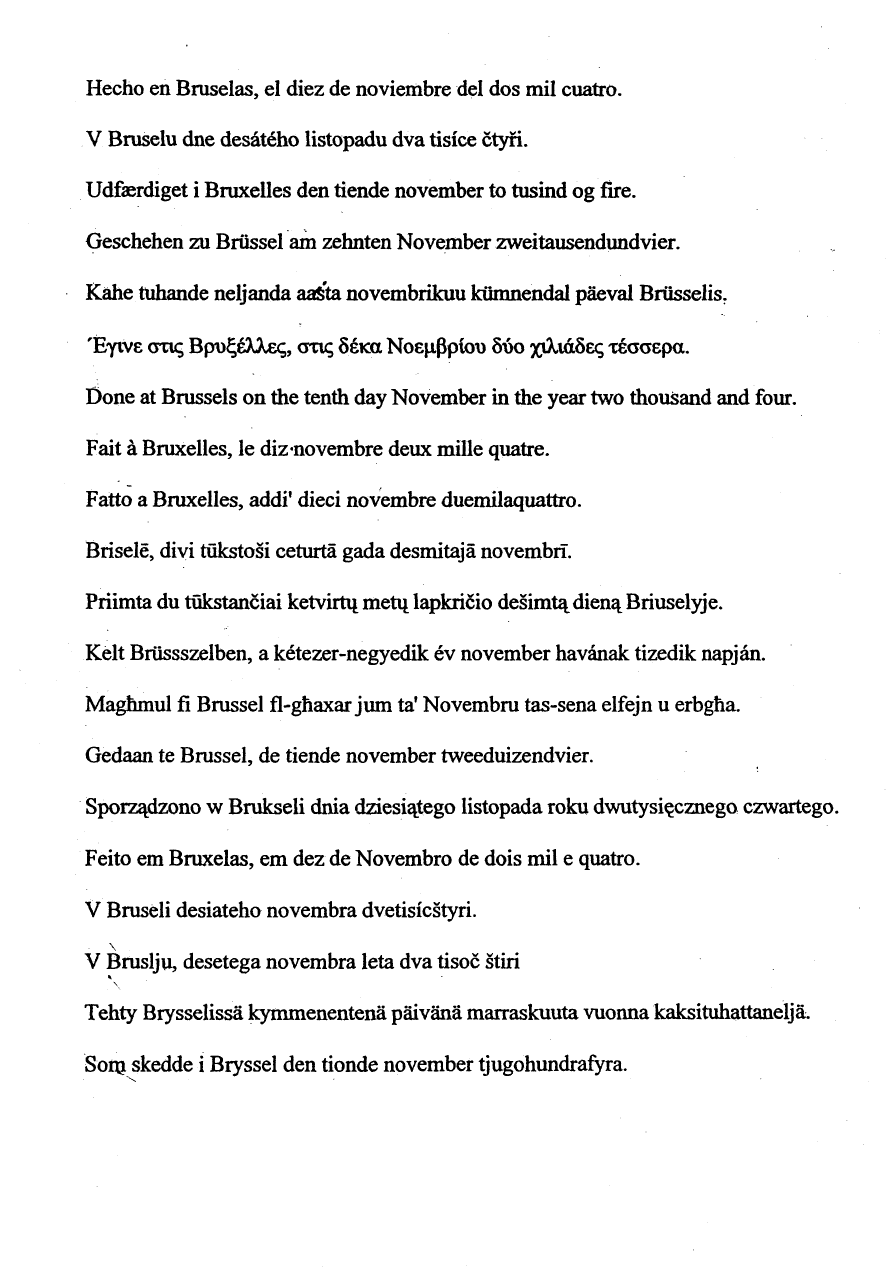 Hecho en Bruselas, el diez de noviembre del dos mil cuatro.
V Bruselu dne desátého listopadu dva tisíce čtyři.
Udfærdiget i Bruxelles den tiende november to tusind og fire.
Geschehen zu Brüssel am zehnten November zweitausendundvier.
Kahe tuhande neljanda aasta novembrikuu kümnendal päeval Brüsselis.
Έγινε στις Βρυξέλλες, στις δέκα Νοεμβρίου δύο χιλιάδες τέσσερα.
Done at Brussels on the tenth day November in the year two thousand and four.
Fait à Bruxelles, le diz novembre deux mille quatre.
Fatto a Bruxelles, addi' dieci novembre duemilaquattro.
Briselē, divi tūkstoši ceturtā gada desmitajā novembrī.
Priimta du tūkstančiai ketvirtų metų lapkričio dešimtą dieną Briuselyje.
Kelt Brüssszelben, a kétezer-negyedik év november havának tizedik napján.
Magħmul fi Brussel fl-għaxar jum ta' Novembru tas-sena elfejn u erbgħa.
Gedaan te Brussel, de tiende november tweeduizendvier.
Sporządzono w Brukseli dnia dziesiątego listopada roku dwutysięcznego czwartego.
Feito em Bruxelas, em dez de Novembro de dois mil e quatro.
V Bruseli desiateho novembra dvetisícštyri.
V Bruslju, desetega novembra leta dva tisoč štiri
Tehty Brysselissä kymmenentenä päivänä marraskuuta vuonna kaksituhattaneljä.
Som skedde i Bryssel den tionde november tjugohundrafyra.